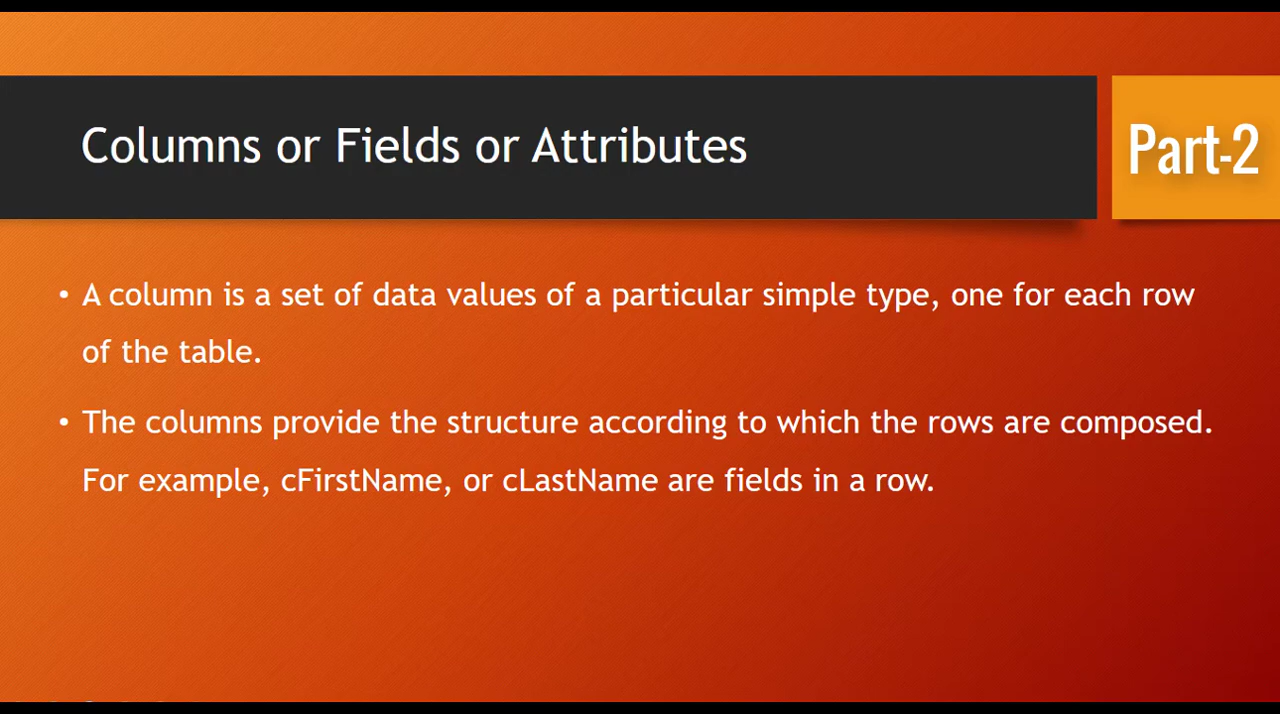 Columns or Fields or Attributes
Part-2
• A column is a set of data values of a particular simple type, one for each row
of the table.
• The columns provide the structure according to which the rows are composed.
For example, cFirstName, or cLastName are fields in a row.